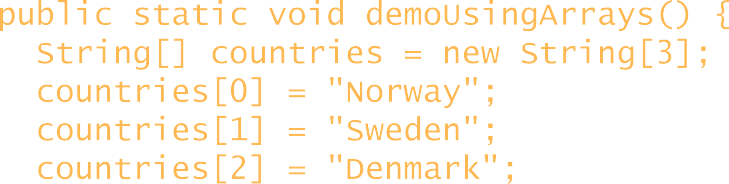 public static void demoUsingArrays() {
  String[] countries = new String[3];
  countries[0] = "Norway";
  countries[1] = "Sweden";
  countries[2] = "Denmark";